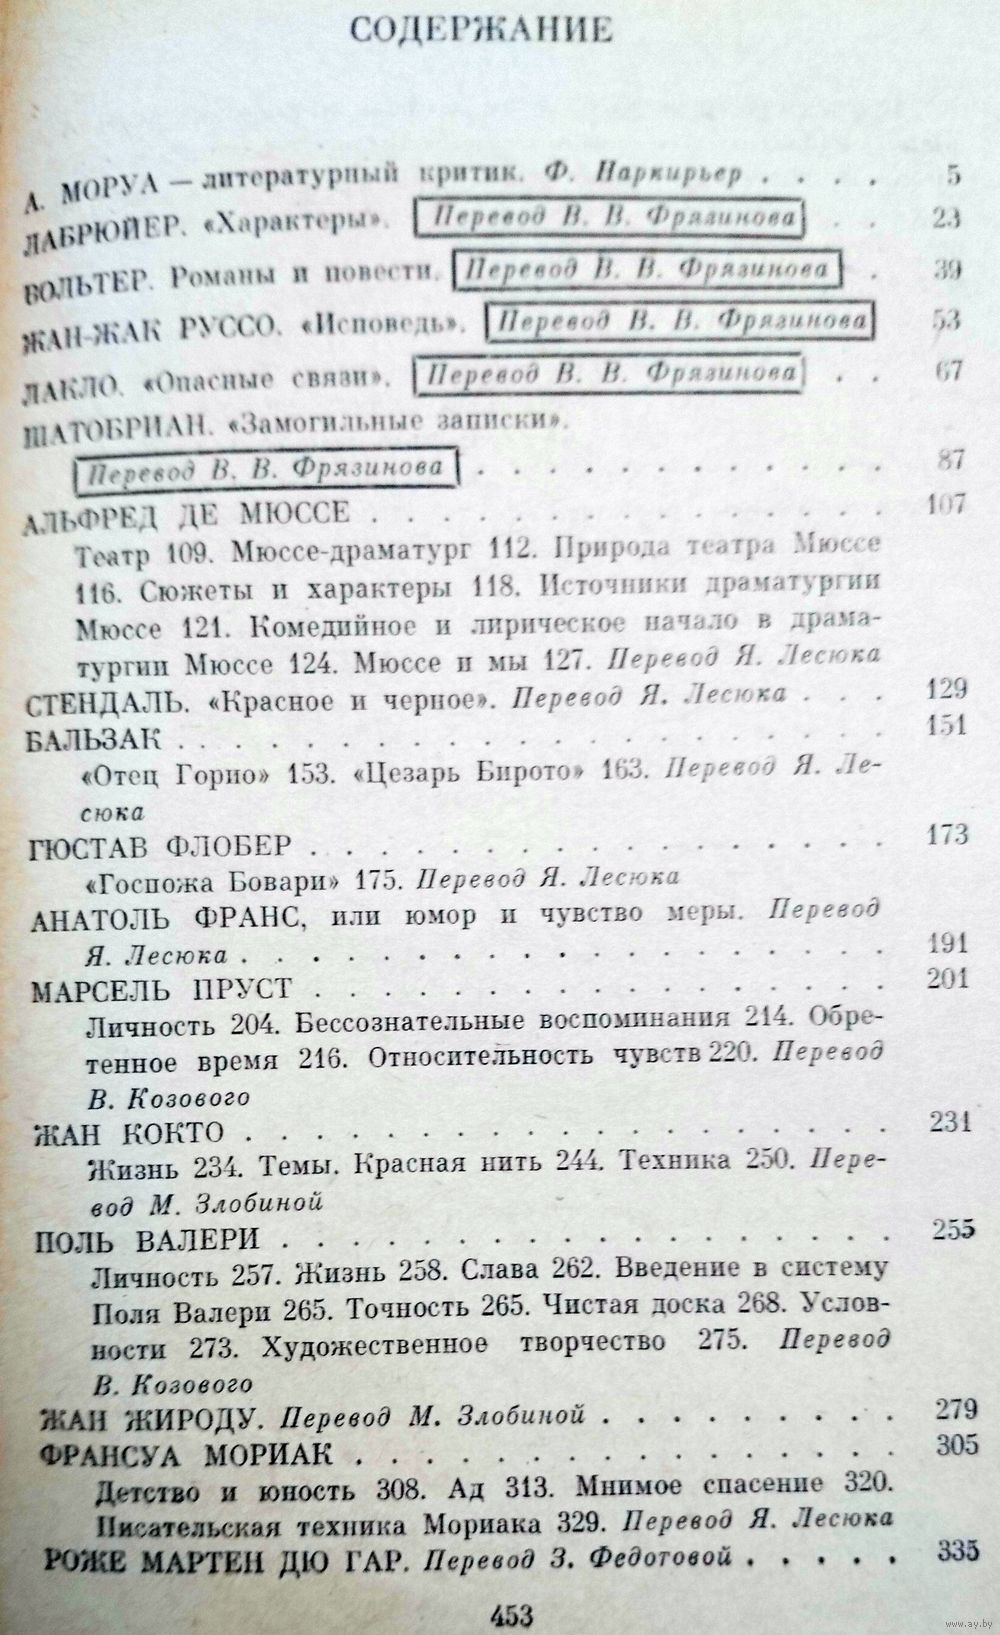 СОДЕРЖАНИЕ
А. МОРУА — литературный критик. Ф. Наркирьер . . . . 5
ЛАБРЮЙЕР. «Характеры». Перевод В. В. Фрязинова . . 23
ВОЛЬТЕР. Романы и повести. Перевод В. В. Фрязинова . 39
ЖАН-ЖАК РУССО. «Исповедь». Перевод В. В. Фрязинова 53
ЛАКЛО. «Опасные связи». Перевод В. В. Фрязинова . . 67
ШАТОБРИАН. «Замогильные записки».
Перевод В. В. Фрязинова . . . . . . . . . . . . 87
АЛЬФРЕД ДЕ МЮССЕ . . . . . . . . . . . . . . . 107
Театр 109. Мюссе-драматург 112. Природа театра Мюссе
116. Сюжеты и характеры 118. Источники драматургии
Мюссе 121. Комедийное и лирическое начало в драма-
тургии Мюссе 124. Мюссе и мы 127. Перевод Я. Лесюка
СТЕНДАЛЬ. «Красное и черное». Перевод Я. Лесюка . . . 129
БАЛЬЗАК . . . . . . . . . . . . . . . . . . . . 151
«Отец Горио» 153. «Цезарь Бирото» 163. Перевод Я. Ле-
сюка
ГЮСТАВ ФЛОБЕР . . . . . . . . . . . . . . . . . 173
«Госпожа Бовари» 175. Перевод Я. Лесюка
АНАТОЛЬ ФРАНС, или юмор и чувство меры. Перевод
Я. Лесюка . . . . . . . . . . . . . . . . . . . 191
МАРСЕЛЬ ПРУСТ . . . . . . . . . . . . . . . . . 201
Личность 204. Бессознательные воспоминания 214. Обре-
тенное время 216. Относительность чувств 220. Перевод
В. Козового
ЖАН КОКТО . . . . . . . . . . . . . . . . . . . 231
Жизнь 234. Темы. Красная нить 244. Техника 250. Пере-
вод М. Злобиной
ПОЛЬ ВАЛЕРИ . . . . . . . . . . . . . . . . . . 255
Личность 257. Жизнь 258. Слава 262. Введение в систему
Поля Валери 265. Точность 265. Чистая доска 268. Услов-
ности 273. Художественное творчество 275. Перевод
В. Козового
ЖАН ЖИРОДУ. Перевод М. Злобиной . . . . . . . . . 279
ФРАНСУА МОРИАК . . . . . . . . . . . . . . . . 305
Детство и юность 308. Ад 313. Мнимое спасение 320.
Писательская техника Мориака 329. Перевод Я. Лесюка
РОЖЕ МАРТЕН ДЮ ГАР. Перевод З. Федотовой . . . . . 335
453
www.ay.by